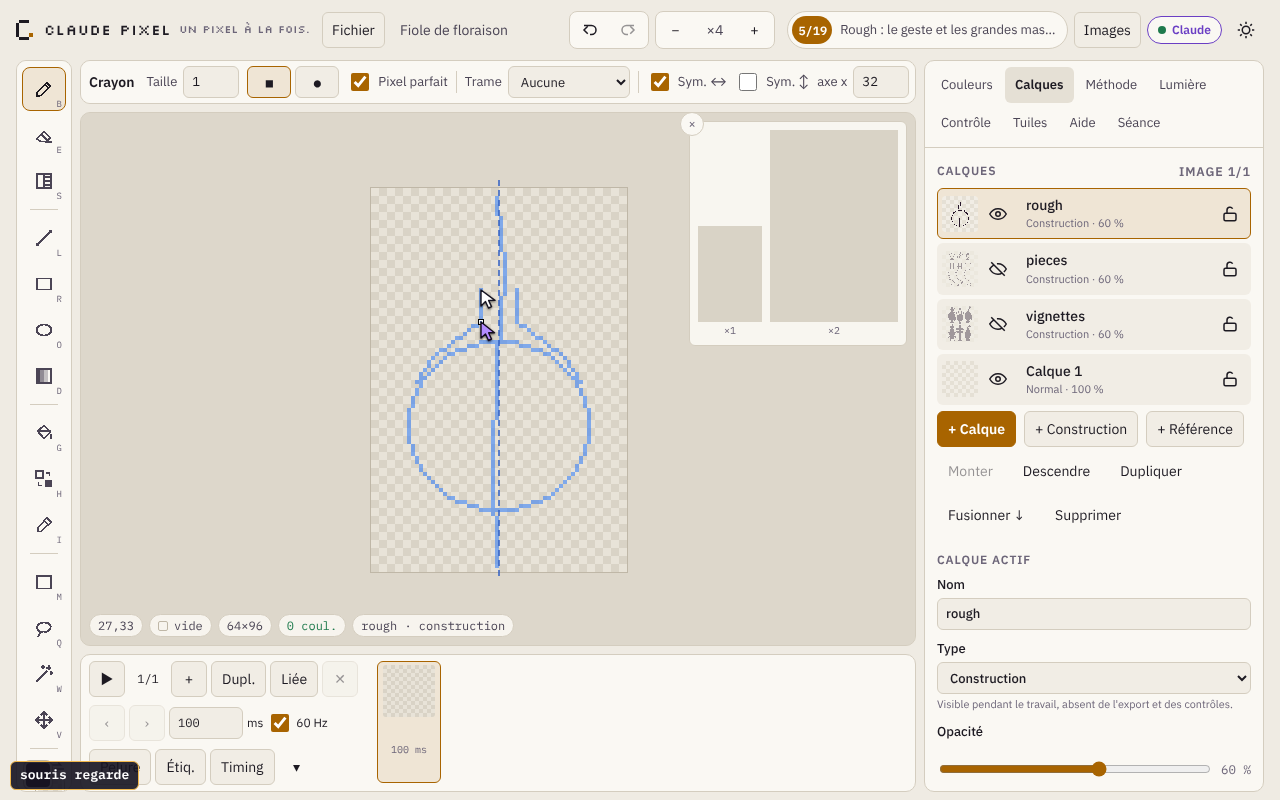 CLAUDE PIXEL UN PIXEL À LA FOIS. Fichier Fiole de floraison − ×4 + 5/19 Rough : le geste et les grandes mas… Images Claude
Crayon Taille 1 Pixel parfait Trame Aucune Sym. ↔ Sym. ↕ axe x 32
B
E
S
L
R
O
D
G
H
I
M
Q
W
V
×
×1 ×2
27,33 vide 64×96 0 coul. rough · construction
1/1 + Dupl. Liée ×
‹ › 100 ms 60 Hz
Étiq. Timing ▼
100 ms
souris regarde
Couleurs Calques Méthode Lumière
Contrôle Tuiles Aide Séance
CALQUES IMAGE 1/1
rough
Construction · 60 %
pieces
Construction · 60 %
vignettes
Construction · 60 %
Calque 1
Normal · 100 %
+ Calque + Construction + Référence
Monter Descendre Dupliquer
Fusionner ↓ Supprimer
CALQUE ACTIF
Nom
rough
Type
Construction
Visible pendant le travail, absent de l'export et des contrôles.
Opacité
60 %